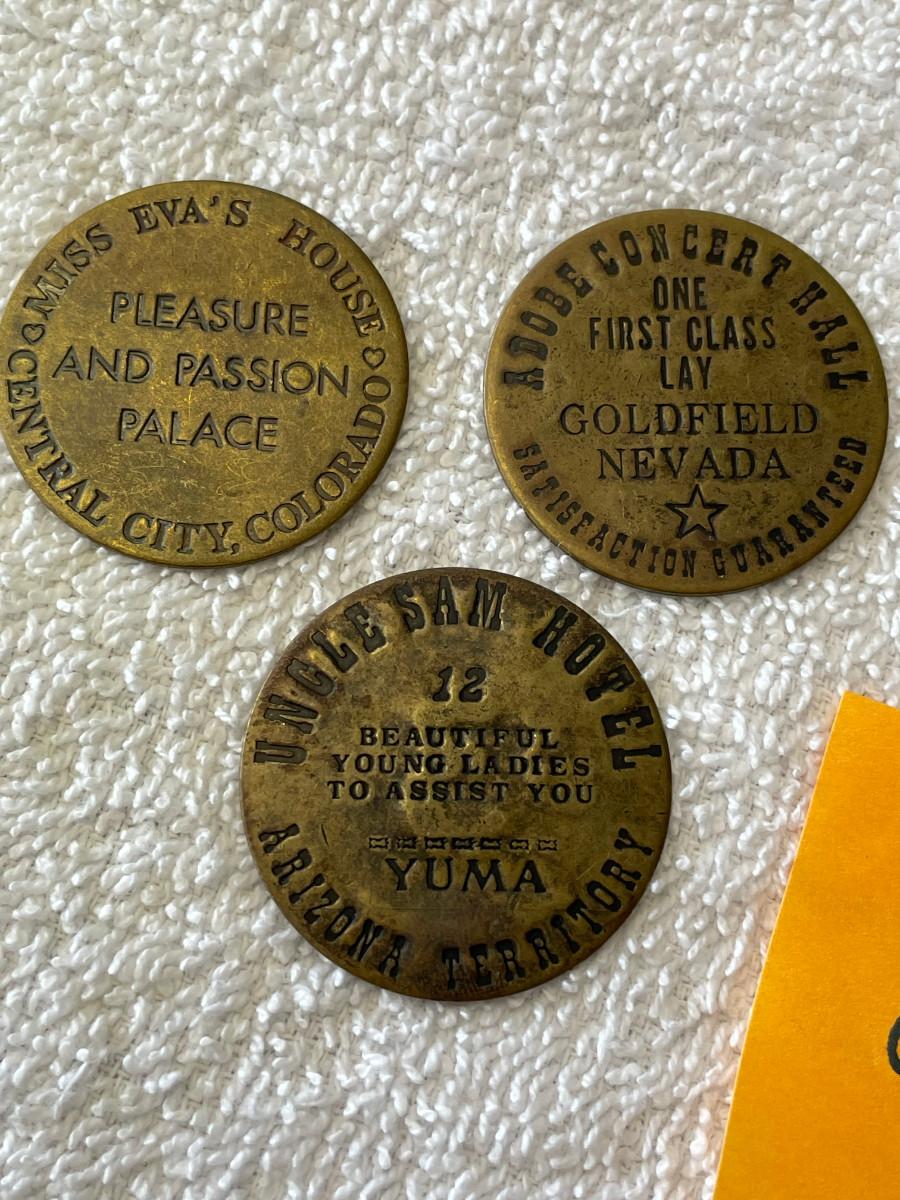 MISS EVA'S HOUSE
PLEASURE
AND PASSION
PALACE
CENTRAL CITY, COLORADO
ADOBE CONCERT HALL
ONE
FIRST CLASS
LAY
GOLDFIELD
NEVADA
SATISFACTION GUARANTEED
UNCLE SAM HOTEL
12
BEAUTIFUL
YOUNG LADIES
TO ASSIST YOU
YUMA
ARIZONA TERRITORY